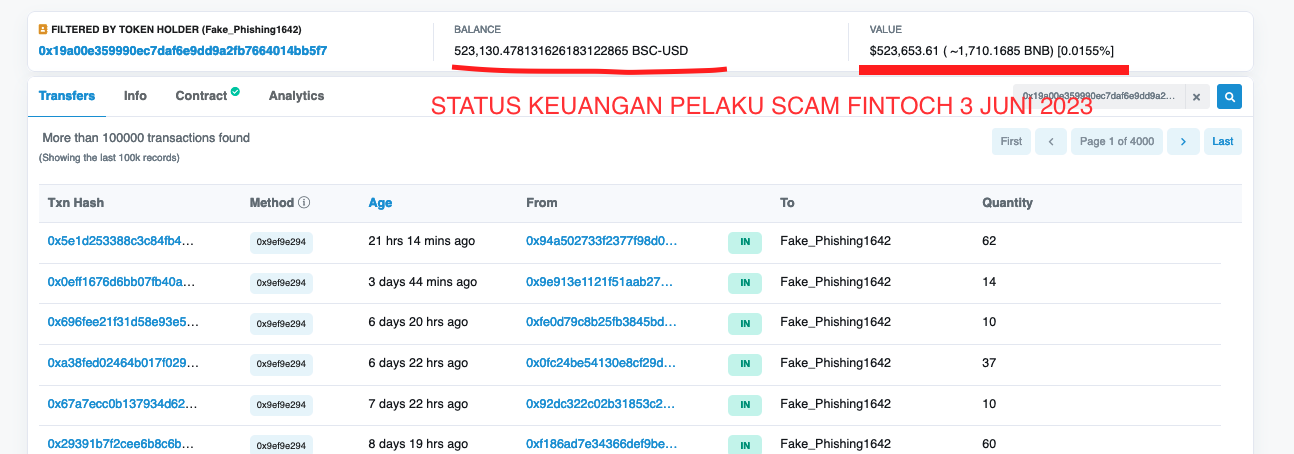 FILTERED BY TOKEN HOLDER (Fake_Phishing1642)
0x19a00e359990ec7daf6e9dd9a2fb7664014bb5f7
BALANCE
523,130.478131626183122865 BSC-USD
VALUE
$523,653.61 ( ~1,710.1685 BNB) [0.0155%]
Transfers Info Contract Analytics
STATUS KEUANGAN PELAKU SCAM FINTOCH 3 JUNI 2023
0x19a00e359990ec7daf6e9dd9a2...
More than 100000 transactions found
(Showing the last 100k records)
First Page 1 of 4000 Last
Txn Hash Method Age From To Quantity
0x5e1d253388c3c84fb4... 0x9ef9e294 21 hrs 14 mins ago 0x94a502733f2377f98d0... IN Fake_Phishing1642 62
0x0eff1676d6bb07fb40a... 0x9ef9e294 3 days 44 mins ago 0x9e913e1121f51aab27... IN Fake_Phishing1642 14
0x696fee21f31d58e93e5... 0x9ef9e294 6 days 20 hrs ago 0xfe0d79c8b25fb3845bd... IN Fake_Phishing1642 10
0xa38fed02464b017f029... 0x9ef9e294 6 days 22 hrs ago 0x0fc24be54130e8cf29d... IN Fake_Phishing1642 37
0x67a7ecc0b137934d62... 0x9ef9e294 7 days 22 hrs ago 0x92dc322c02b31853c2... IN Fake_Phishing1642 10
0x29391b7f2cee6b8c6b... 0x9ef9e294 8 days 19 hrs ago 0xf186ad7e34366def9be... IN Fake_Phishing1642 60